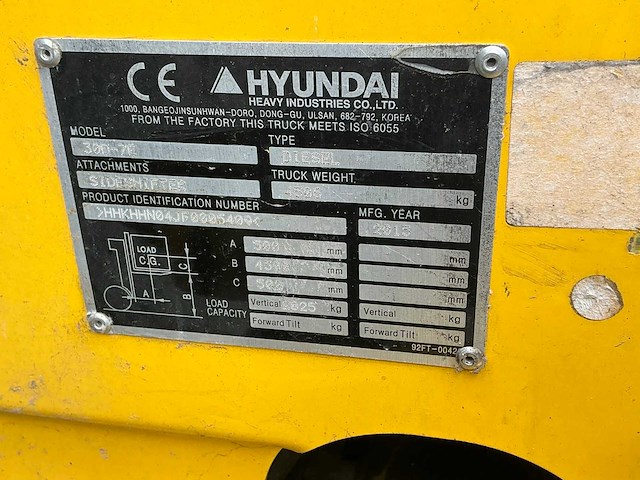 CE HYUNDAI
HEAVY INDUSTRIES CO., LTD.
1000, BANGEOJINSUNHWAN-DORO, DONG-GU, ULSAN, 682-792, KOREA
FROM THE FACTORY THIS TRUCK MEETS ISO 6055
MODEL TYPE
DIESEL
ATTACHMENTS TRUCK WEIGHT
SIDESHIFTER kg
PRODUCT IDENTIFICATION NUMBER MFG. YEAR
LOAD
C.G.
A B C
A 500 mm mm
B mm mm
C mm mm
LOAD CAPACITY
Vertical kg Vertical kg
Forward Tilt kg Forward Tilt kg